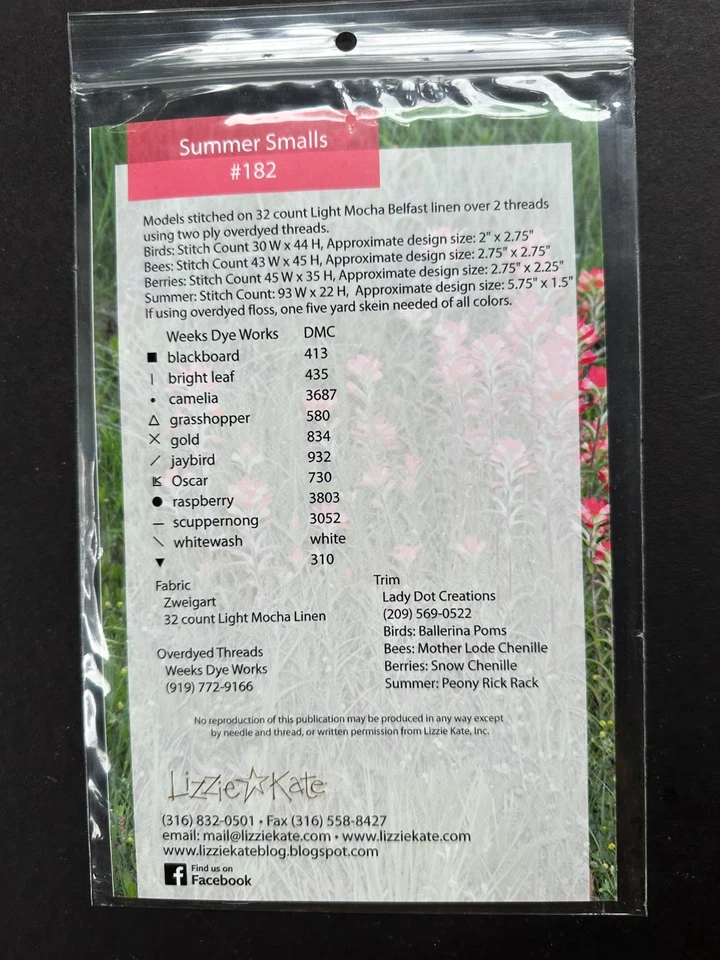 Summer Smalls
#182
Models stitched on 32 count Light Mocha Belfast linen over 2 threads
using two ply overdyed threads.
Birds: Stitch Count 30 W x 44 H, Approximate design size: 2" x 2.75"
Bees: Stitch Count 43 W x 45 H, Approximate design size: 2.75" x 2.75"
Berries: Stitch Count 45 W x 35 H, Approximate design size: 2.75" x 2.25"
Summer: Stitch Count: 93 W x 22 H, Approximate design size: 5.75" x 1.5"
If using overdyed floss, one five yard skein needed of all colors.
Weeks Dye Works DMC
■ blackboard 413
| bright leaf 435
• camelia 3687
△ grasshopper 580
✕ gold 834
/ jaybird 932
Oscar 730
● raspberry 3803
— scuppernong 3052
\ whitewash white
▼ 310
Fabric
Zweigart
32 count Light Mocha Linen
Overdyed Threads
Weeks Dye Works
(919) 772-9166
Trim
Lady Dot Creations
(209) 569-0522
Birds: Ballerina Poms
Bees: Mother Lode Chenille
Berries: Snow Chenille
Summer: Peony Rick Rack
No reproduction of this publication may be produced in any way except
by needle and thread, or written permission from Lizzie Kate, Inc.
Lizzie☆Kate
(316) 832-0501 • Fax (316) 558-8427
email: mail@lizziekate.com • www.lizziekate.com
www.lizziekateblog.blogspot.com
f Find us on
Facebook